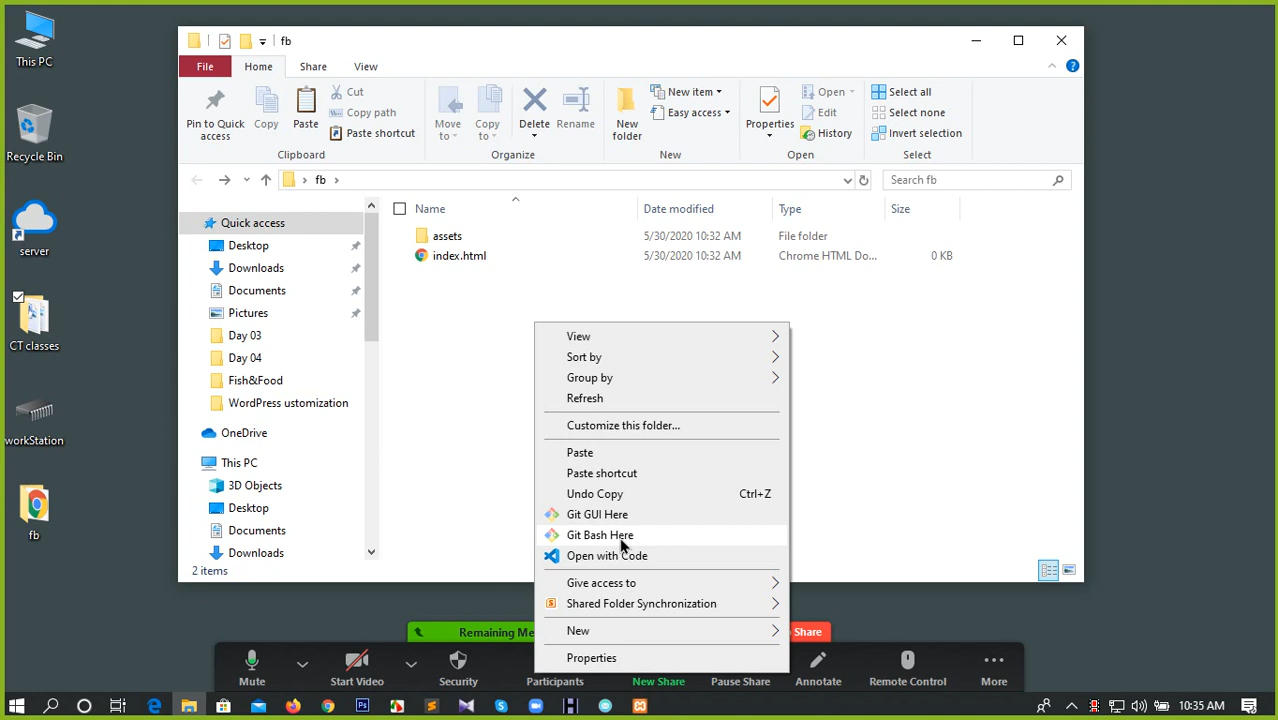 This PC
Recycle Bin
server
CT classes
workStation
fb
fb
File
Home
Share
View
Pin to Quick access
Copy
Paste
Cut
Copy path
Paste shortcut
Clipboard
Move to
Copy to
Delete
Rename
Organize
New folder
New item
Easy access
New
Properties
Open
Edit
History
Open
Select all
Select none
Invert selection
Select
fb
Search fb
Quick access
Desktop
Downloads
Documents
Pictures
Day 03
Day 04
Fish&Food
WordPress ustomization
OneDrive
This PC
3D Objects
Desktop
Documents
Downloads
Name
Date modified
Type
Size
assets
5/30/2020 10:32 AM
File folder
index.html
5/30/2020 10:32 AM
Chrome HTML Do...
0 KB
View
Sort by
Group by
Refresh
Customize this folder...
Paste
Paste shortcut
Undo Copy
Ctrl+Z
Git GUI Here
Git Bash Here
Open with Code
Give access to
Shared Folder Synchronization
New
Properties
2 items
Remaining Me
Share
Mute
Start Video
Security
Participants
New Share
Pause Share
Annotate
Remote Control
More
10:35 AM